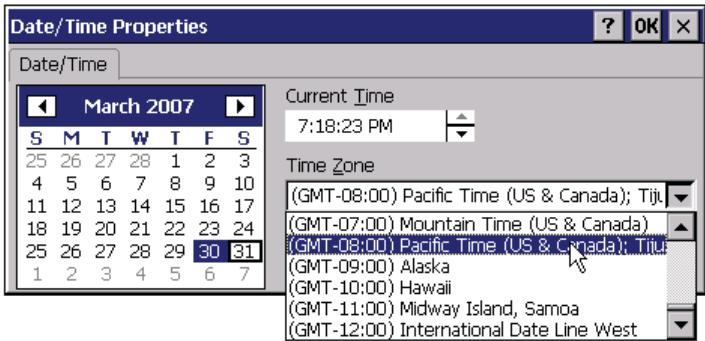 Date/Time Properties ? OK ×
Date/Time
March 2007
S M T W T F S
25 26 27 28 1 2 3
4 5 6 7 8 9 10
11 12 13 14 15 16 17
18 19 20 21 22 23 24
25 26 27 28 29 30 31
1 2 3 4 5 6 7
Current Time
7:18:23 PM
Time Zone
(GMT-08:00) Pacific Time (US & Canada); Tiju
(GMT-07:00) Mountain Time (US & Canada)
(GMT-08:00) Pacific Time (US & Canada); Tiju
(GMT-09:00) Alaska
(GMT-10:00) Hawaii
(GMT-11:00) Midway Island, Samoa
(GMT-12:00) International Date Line West